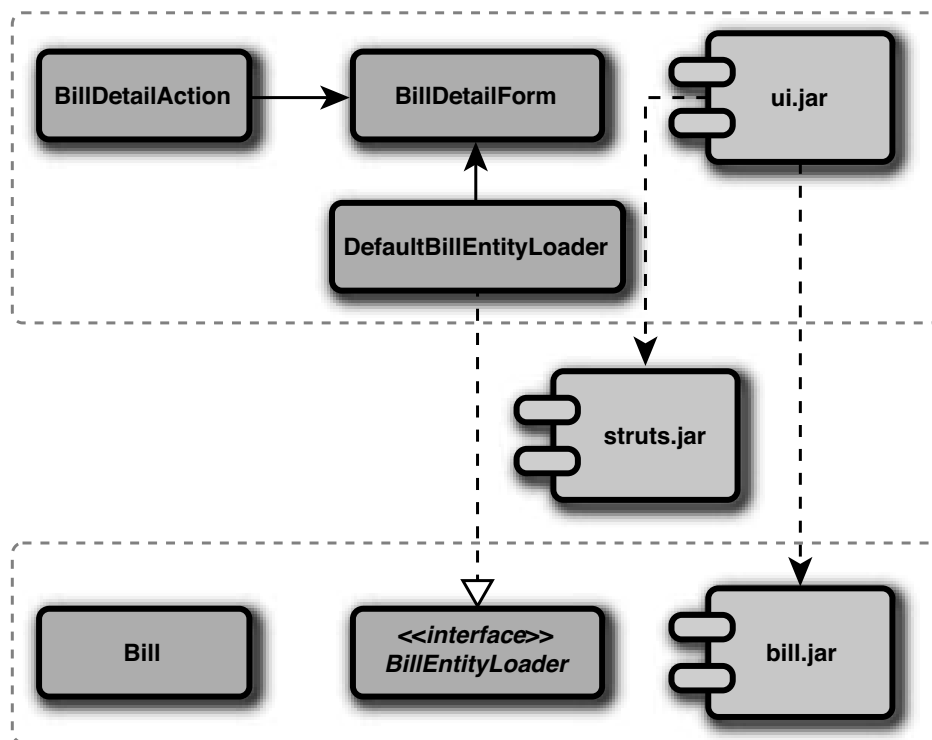 BillDetailAction
BillDetailForm
ui.jar
DefaultBillEntityLoader
struts.jar
Bill
<<interface>>
BillEntityLoader
bill.jar